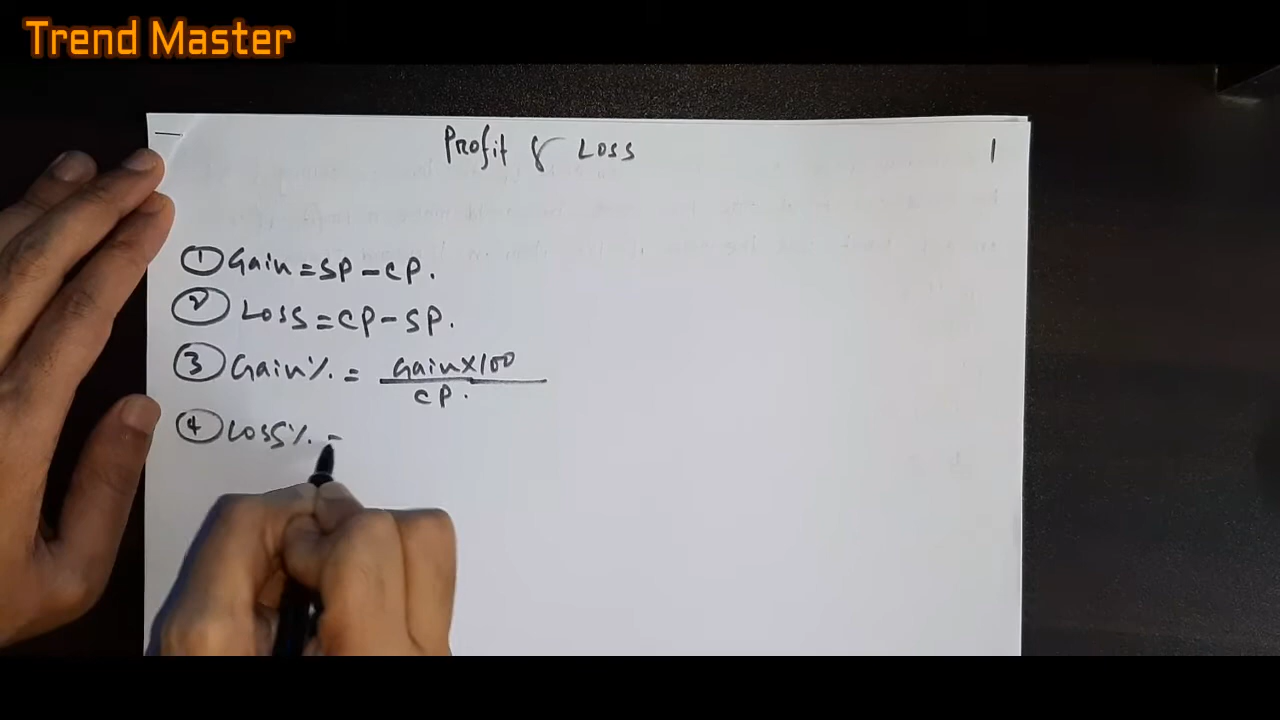 Trend Master
Profit & Loss 1
① Gain = SP - CP.
② Loss = CP - SP.
③ Gain% = Gain×100
CP.
④ Loss% =